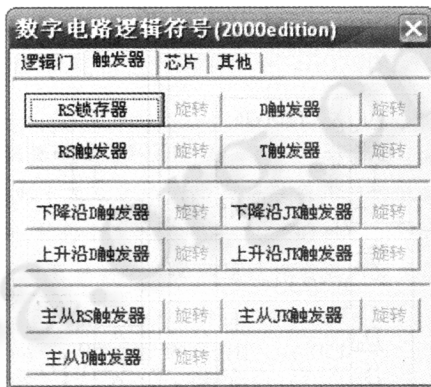 数字电路逻辑符号(2000edition)
逻辑门 触发器 芯片 其他
RS锁存器 旋转 D触发器 旋转
RS触发器 旋转 T触发器 旋转
下降沿D触发器 旋转 下降沿JK触发器 旋转
上升沿D触发器 旋转 上升沿JK触发器 旋转
主从RS触发器 旋转 主从JK触发器 旋转
主从D触发器 旋转